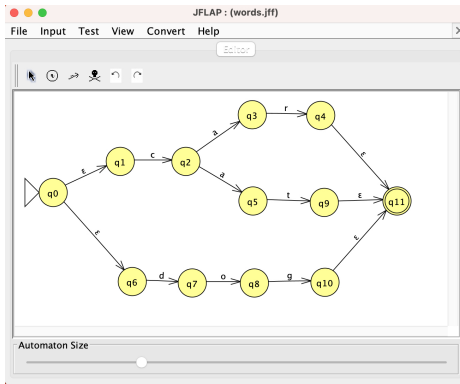 JFLAP : (words.jff)
File Input Test View Convert Help
Editor
q3 r q4
a ε
q1 c q2
ε a
q0 q5 t q9 ε q11
ε ε
q6 d q7 o q8 g q10
Automaton Size